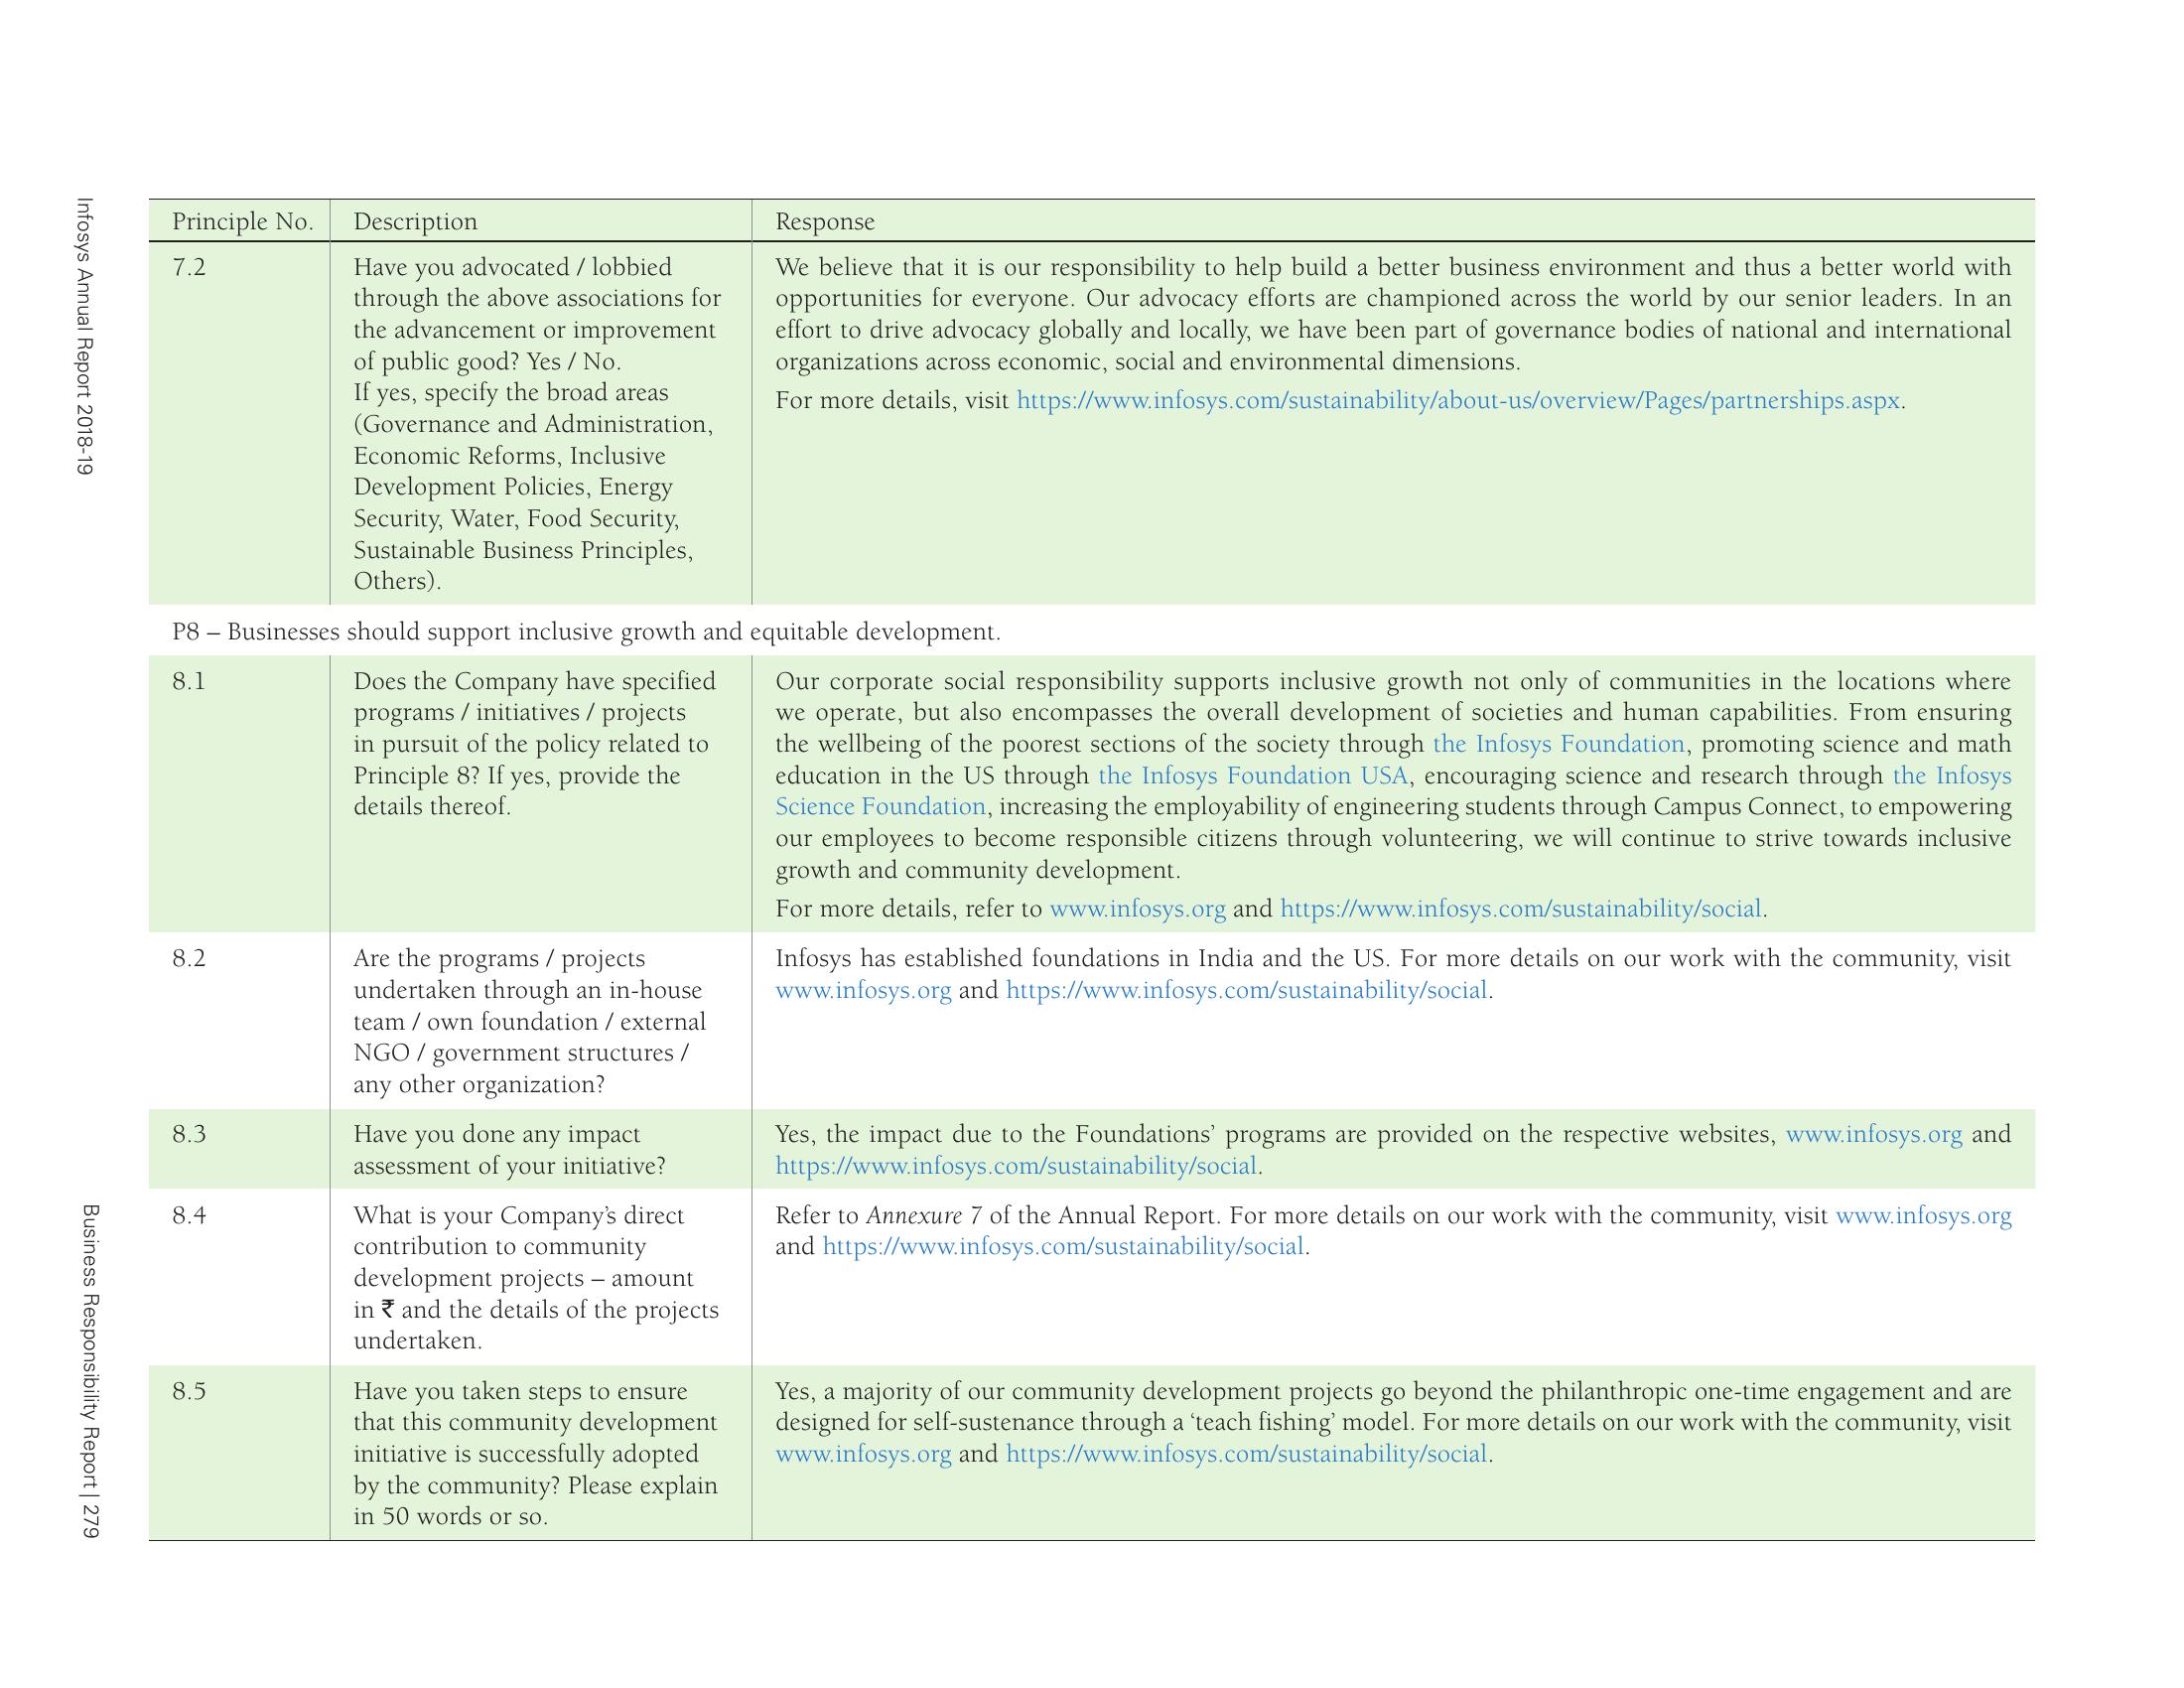 Infosys Annual Report 2018-19
Principle No. Description Response
7.2
Have you advocated / lobbied
through the above associations for
the advancement or improvement
of public good? Yes / No.
If yes, specify the broad areas
(Governance and Administration,
Economic Reforms, Inclusive
Development Policies, Energy
Security, Water, Food Security,
Sustainable Business Principles,
Others).
We believe that it is our responsibility to help build a better business environment and thus a better world with
opportunities for everyone. Our advocacy efforts are championed across the world by our senior leaders. In an
effort to drive advocacy globally and locally, we have been part of governance bodies of national and international
organizations across economic, social and environmental dimensions.
For more details, visit https://www.infosys.com/sustainability/about-us/overview/Pages/partnerships.aspx.
P8 – Businesses should support inclusive growth and equitable development.
8.1
Does the Company have specified
programs / initiatives / projects
in pursuit of the policy related to
Principle 8? If yes, provide the
details thereof.
Our corporate social responsibility supports inclusive growth not only of communities in the locations where
we operate, but also encompasses the overall development of societies and human capabilities. From ensuring
the wellbeing of the poorest sections of the society through the Infosys Foundation, promoting science and math
education in the US through the Infosys Foundation USA, encouraging science and research through the Infosys
Science Foundation, increasing the employability of engineering students through Campus Connect, to empowering
our employees to become responsible citizens through volunteering, we will continue to strive towards inclusive
growth and community development.
For more details, refer to www.infosys.org and https://www.infosys.com/sustainability/social.
8.2
Are the programs / projects
undertaken through an in-house
team / own foundation / external
NGO / government structures /
any other organization?
Infosys has established foundations in India and the US. For more details on our work with the community, visit
www.infosys.org and https://www.infosys.com/sustainability/social.
8.3
Have you done any impact
assessment of your initiative?
Yes, the impact due to the Foundations’ programs are provided on the respective websites, www.infosys.org and
https://www.infosys.com/sustainability/social.
8.4
What is your Company’s direct
contribution to community
development projects – amount
in ₹ and the details of the projects
undertaken.
Refer to Annexure 7 of the Annual Report. For more details on our work with the community, visit www.infosys.org
and https://www.infosys.com/sustainability/social.
8.5
Have you taken steps to ensure
that this community development
initiative is successfully adopted
by the community? Please explain
in 50 words or so.
Yes, a majority of our community development projects go beyond the philanthropic one-time engagement and are
designed for self-sustenance through a ‘teach fishing’ model. For more details on our work with the community, visit
www.infosys.org and https://www.infosys.com/sustainability/social.
Business Responsibility Report | 279